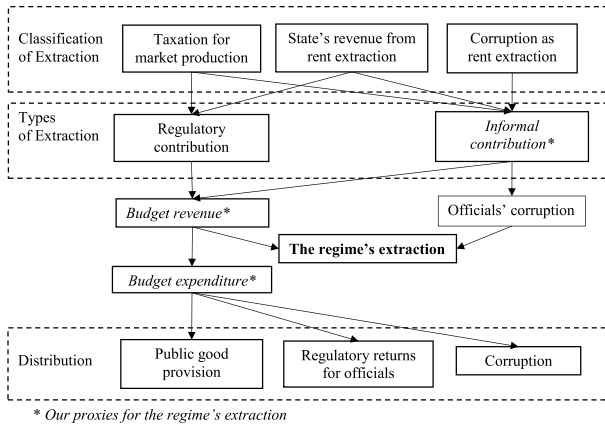 Classification
of Extraction
Taxation for
market production
State's revenue from
rent extraction
Corruption as
rent extraction
Types
of Extraction
Regulatory
contribution
Informal
contribution*
Budget revenue*
Officials' corruption
The regime's extraction
Budget expenditure*
Distribution
Public good
provision
Regulatory returns
for officials
Corruption
* Our proxies for the regime's extraction